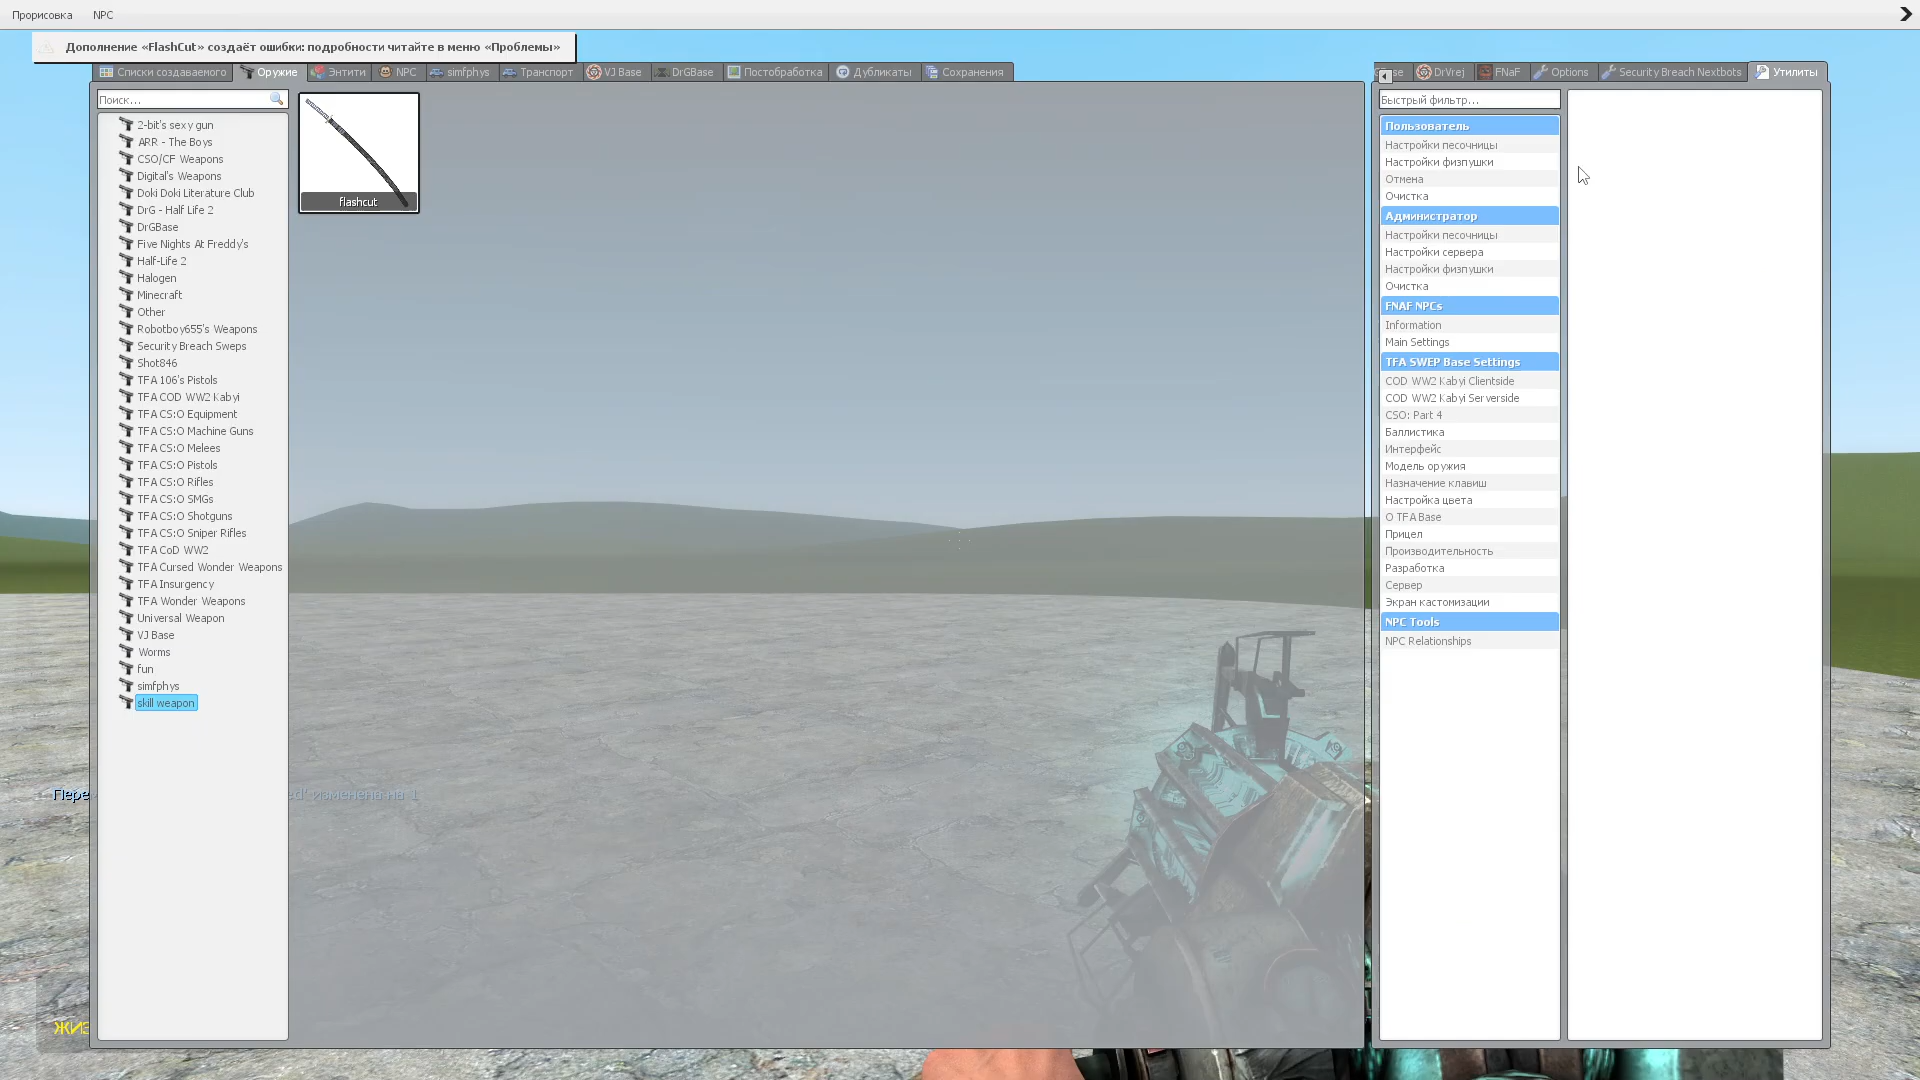 Прорисовка NPC
Дополнение «FlashCut» создаёт ошибки: подробности читайте в меню «Проблемы»
Списки создаваемого Оружие Энтити NPC simfphys Транспорт VJ Base DrGBase Постобработка Дубликаты Сохранения
DrVrej FNaF Options Security Breach Nextbots Утилиты
Поиск...
2-bit's sexy gun
ARR - The Boys
CSO/CF Weapons
Digital's Weapons
Doki Doki Literature Club
DrG - Half Life 2
DrGBase
Five Nights At Freddy's
Half-Life 2
Halogen
Minecraft
Other
Robotboy655's Weapons
Security Breach Sweps
Shot846
TFA 106's Pistols
TFA COD WW2 Kabyi
TFA CS:O Equipment
TFA CS:O Machine Guns
TFA CS:O Melees
TFA CS:O Pistols
TFA CS:O Rifles
TFA CS:O SMGs
TFA CS:O Shotguns
TFA CS:O Sniper Rifles
TFA CoD WW2
TFA Cursed Wonder Weapons
TFA Insurgency
TFA Wonder Weapons
Universal Weapon
VJ Base
Worms
fun
simfphys
skill weapon
flashcut
изменена на 1
Быстрый фильтр...
Пользователь
Настройки песочницы
Настройки физпушки
Отмена
Очистка
Администратор
Настройки песочницы
Настройки сервера
Настройки физпушки
Очистка
FNAF NPCs
Information
Main Settings
TFA SWEP Base Settings
COD WW2 Kabyi Clientside
COD WW2 Kabyi Serverside
CSO: Part 4
Баллистика
Интерфейс
Модель оружия
Назначение клавиш
Настройка цвета
О TFA Base
Прицел
Производительность
Разработка
Сервер
Экран кастомизации
NPC Tools
NPC Relationships